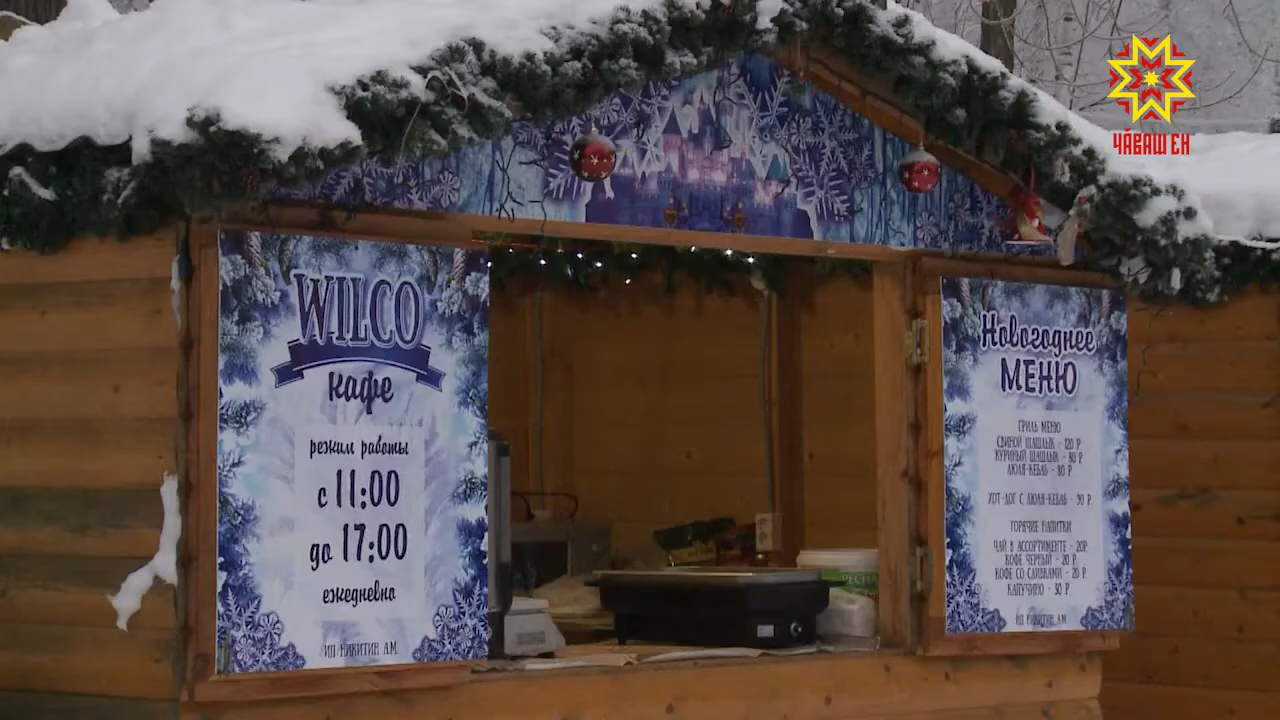 ЧӐВАШ ЕН
WILCO
кафе
режим работы
с 11:00
до 17:00
ежедневно
ИП НИКИТИН А.М.
Новогоднее
МЕНЮ
ГРИЛЬ МЕНЮ
СВИНОЙ ШАШЛЫК - 120 Р
КУРИНЫЙ ШАШЛЫК - 90 Р
ЛЮЛЯ-КЕБАБ - 80 Р
ХОТ-ДОГ С ЛЮЛЯ-КЕБАБ - 90 Р
ГОРЯЧИЕ НАПИТКИ
ЧАЙ В АССОРТИМЕНТЕ - 20Р
КОФЕ ЧЕРНЫЙ - 20 Р
КОФЕ СО СЛИВКАМИ - 20 Р
КАПУЧИНО - 30 Р
ИП НИКИТИН А.М.